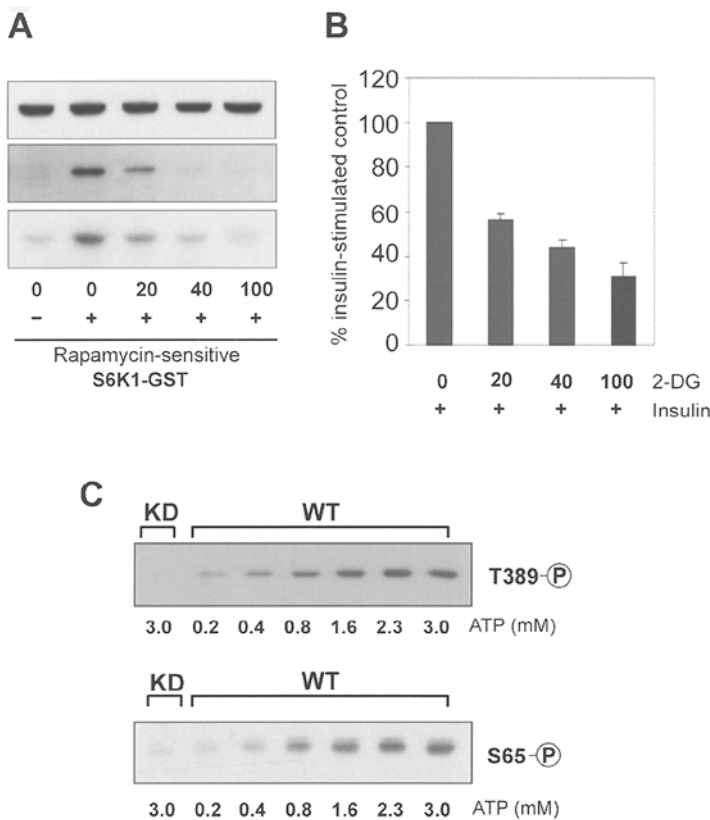 A
0 0 20 40 100
– + + + +
Rapamycin-sensitive
S6K1-GST
B
% insulin-stimulated control
120
100
80
60
40
20
0
0 20 40 100 2-DG
+ + + + Insulin
C
KD WT
T389-P
3.0 0.2 0.4 0.8 1.6 2.3 3.0 ATP (mM)
KD WT
S65-P
3.0 0.2 0.4 0.8 1.6 2.3 3.0 ATP (mM)